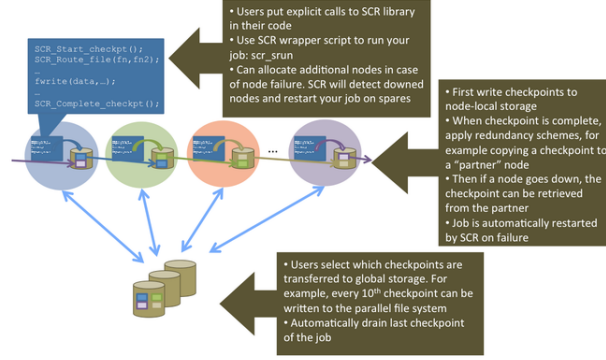 • Users put explicit calls to SCR library
in their code
• Use SCR wrapper script to run your
job: scr_srun
• Can allocate additional nodes in case
of node failure. SCR will detect downed
nodes and restart your job on spares
SCR_Start_checkpt();
SCR_Route_file(fn,fn2);
…
fwrite(data,…);
…
SCR_Complete_checkpt();
...
• First write checkpoints to
node-local storage
• When checkpoint is complete,
apply redundancy schemes, for
example copying a checkpoint to
a “partner” node
• Then if a node goes down, the
checkpoint can be retrieved
from the partner
• Job is automatically restarted
by SCR on failure
• Users select which checkpoints are
transferred to global storage. For
example, every 10th checkpoint can be
written to the parallel file system
• Automatically drain last checkpoint
of the job